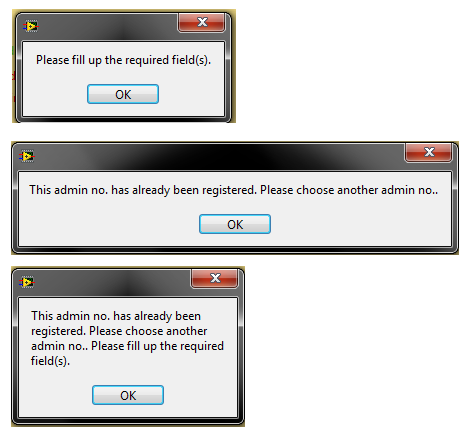 Please fill up the required field(s).
OK
This admin no. has already been registered. Please choose another admin no..
OK
This admin no. has already been
registered. Please choose another
admin no.. Please fill up the required
field(s).
OK